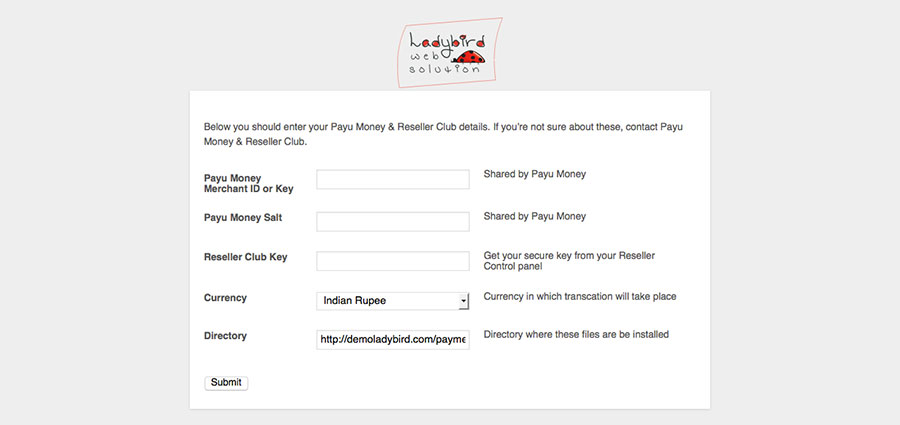 Ladybird
web
solution
Below you should enter your Payu Money & Reseller Club details. If you're not sure about these, contact Payu
Money & Reseller Club.
Payu Money
Merchant ID or Key
Shared by Payu Money
Payu Money Salt
Shared by Payu Money
Reseller Club Key
Get your secure key from your Reseller
Control panel
Currency
Indian Rupee
Currency in which transcation will take place
Directory
http://demoladybird.com/payme
Directory where these files are be installed
Submit